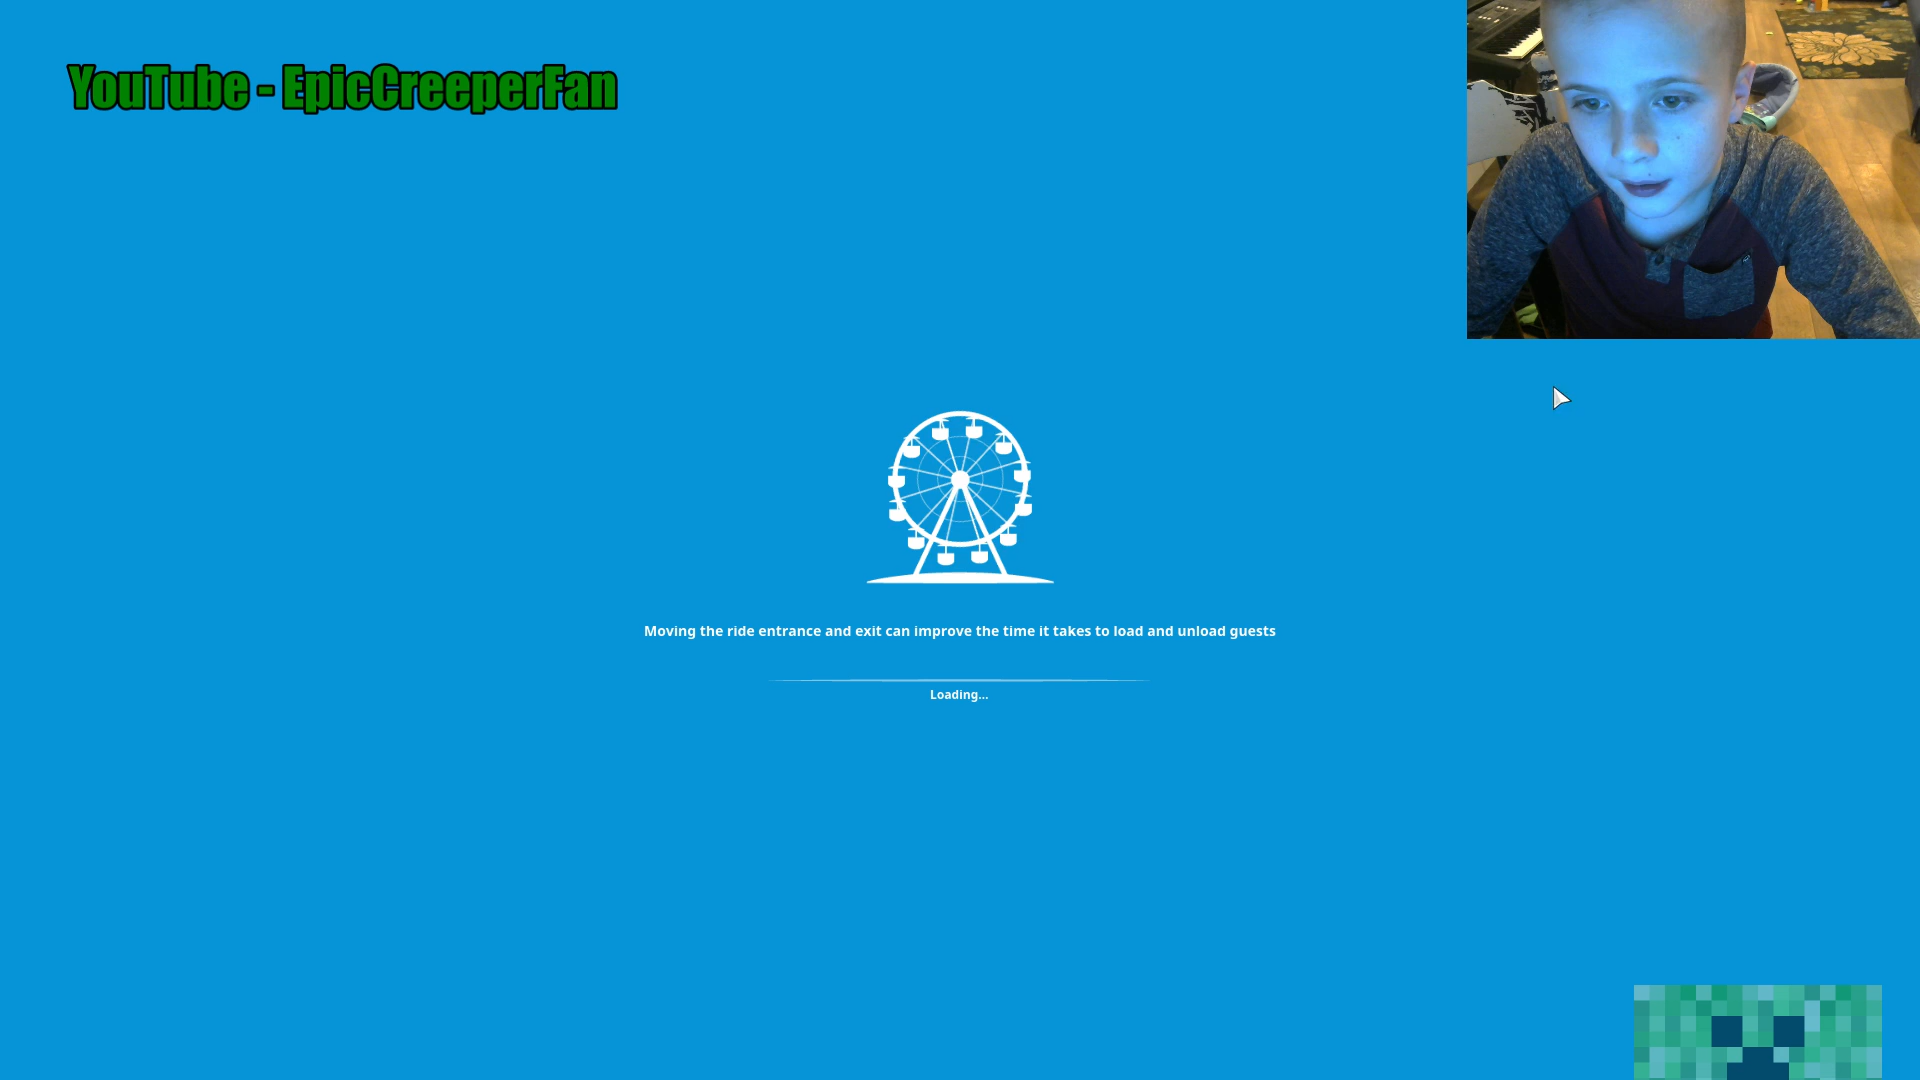 YouTube - EpicCreeperFan
Moving the ride entrance and exit can improve the time it takes to load and unload guests
Loading...